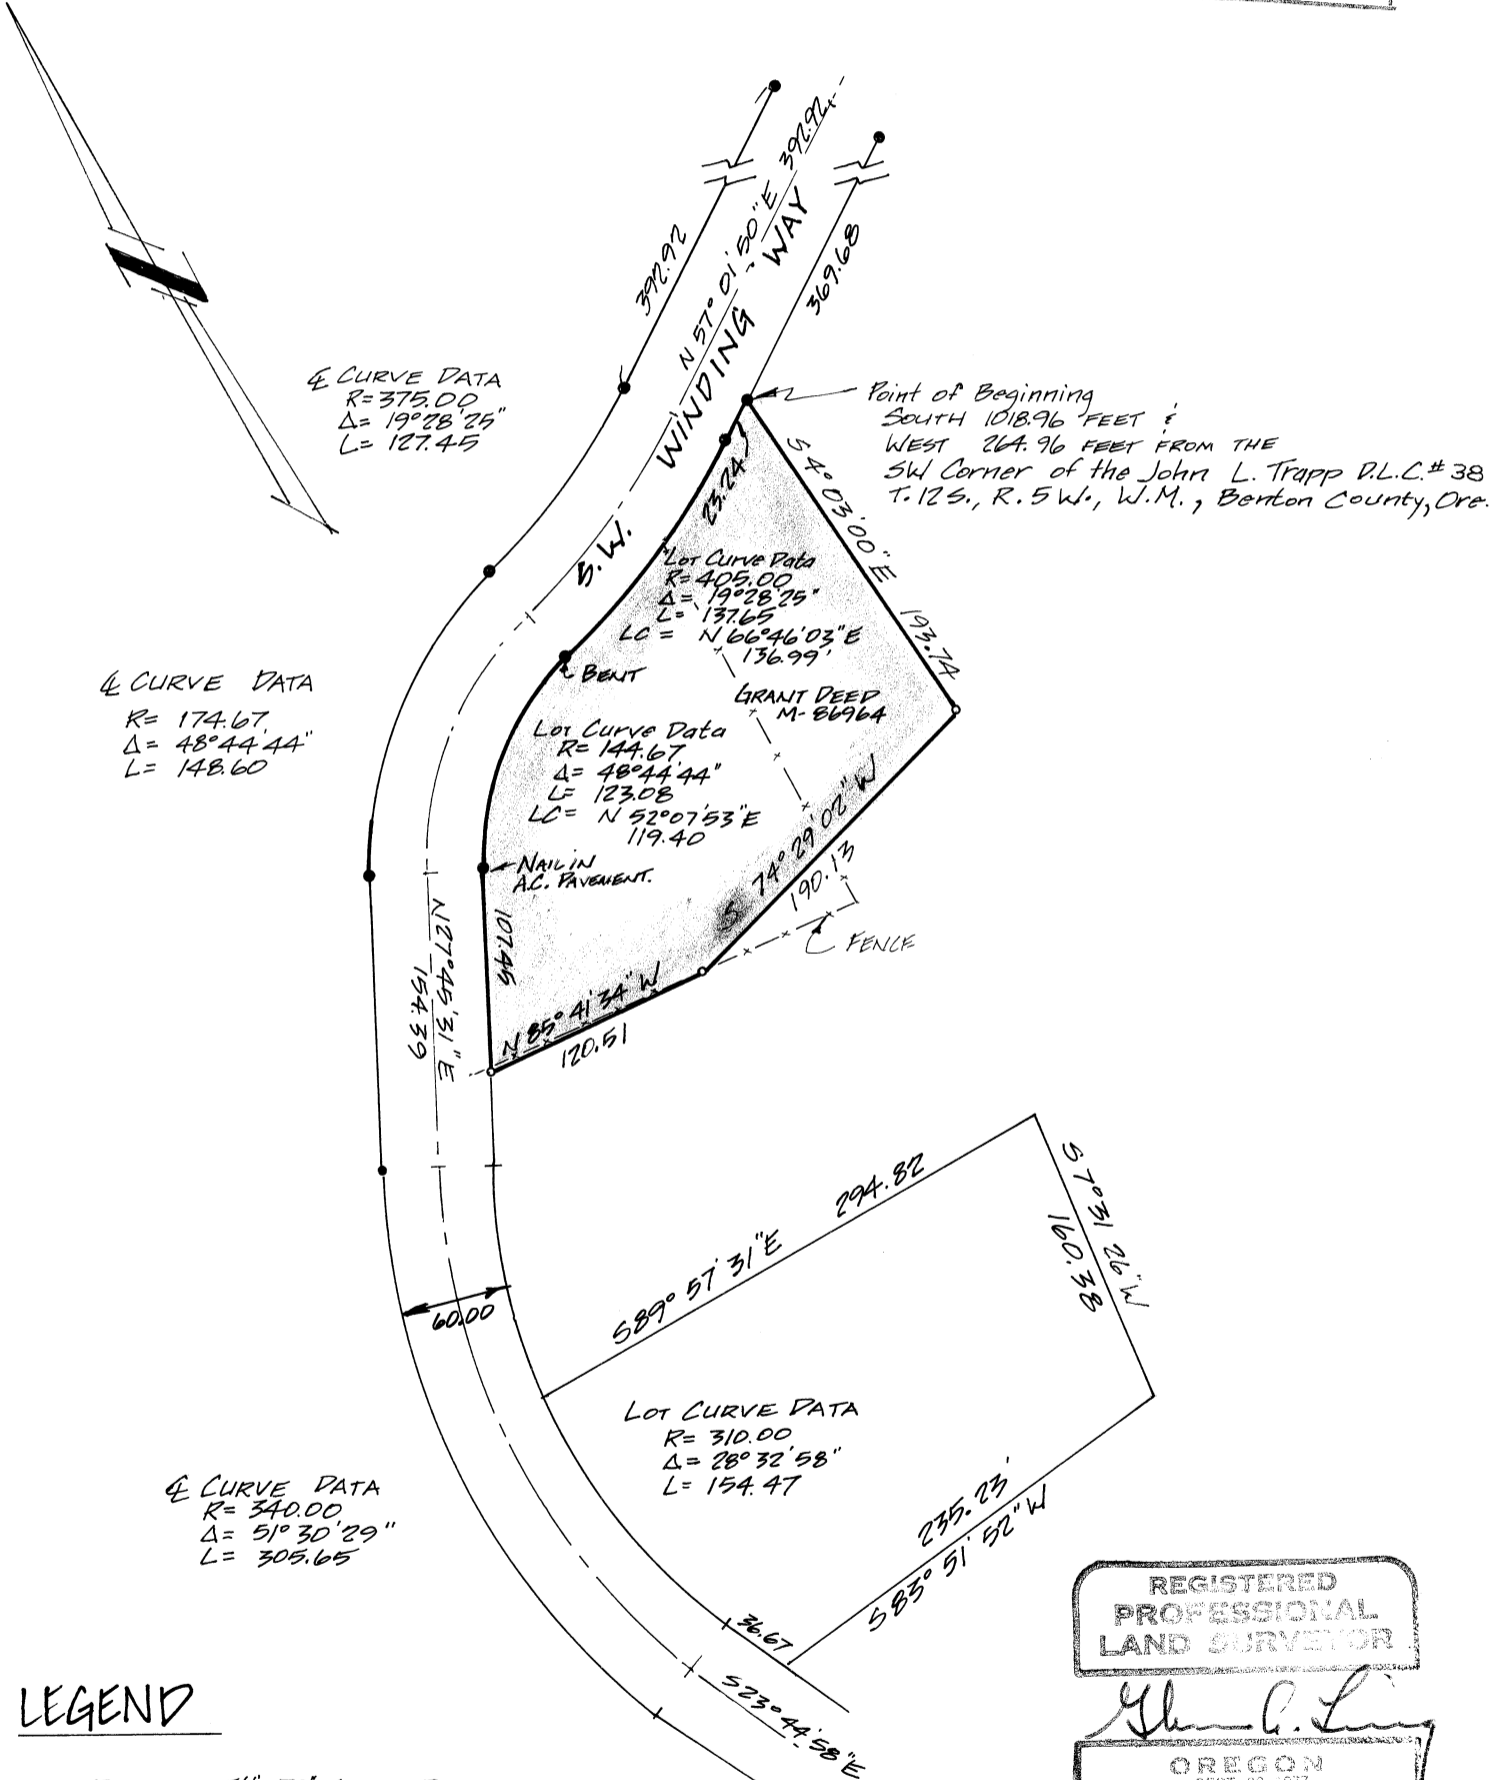 392.92
N 57° 01' 50" E 392.92
S.W. WINDING WAY
369.68
℄ CURVE DATA
R= 375.00
Δ= 19°28'25"
L= 127.45
Point of Beginning
SOUTH 1018.96 FEET &
WEST 264.96 FEET FROM THE
SW Corner of the John L. Trapp D.L.C. # 38
T. 12 S., R. 5 W., W.M., Benton County, Ore.
23.24
S 4° 03' 00" E 193.74
Lot Curve Data
R= 405.00
Δ= 19°28'25"
L= 137.65
LC = N 66°46'03" E
136.99'
BENT
GRANT DEED
M-86964
℄ CURVE DATA
R= 174.67
Δ= 48°44'44"
L= 148.60
Lot Curve Data
R= 144.67
Δ= 48°44'44"
L= 123.08
LC= N 52°07'53" E
119.40
NAIL IN
A.C. PAVEMENT.
S 74° 29' 02" W
190.13
FENCE
107.45
N 85° 41' 34" W
120.51
N 27° 45' 31" E
154.39
S 89° 57' 31" E 294.82
S 7° 31' 26" W
160.38
60.00
LOT CURVE DATA
R= 310.00
Δ= 28° 32' 58"
L= 154.47
℄ CURVE DATA
R= 340.00
Δ= 51° 30' 29"
L= 305.65
235.23'
S 83° 51' 52" W
36.67
S 23° 44' 58" E
REGISTERED
PROFESSIONAL
LAND SURVEYOR
OREGON
LEGEND